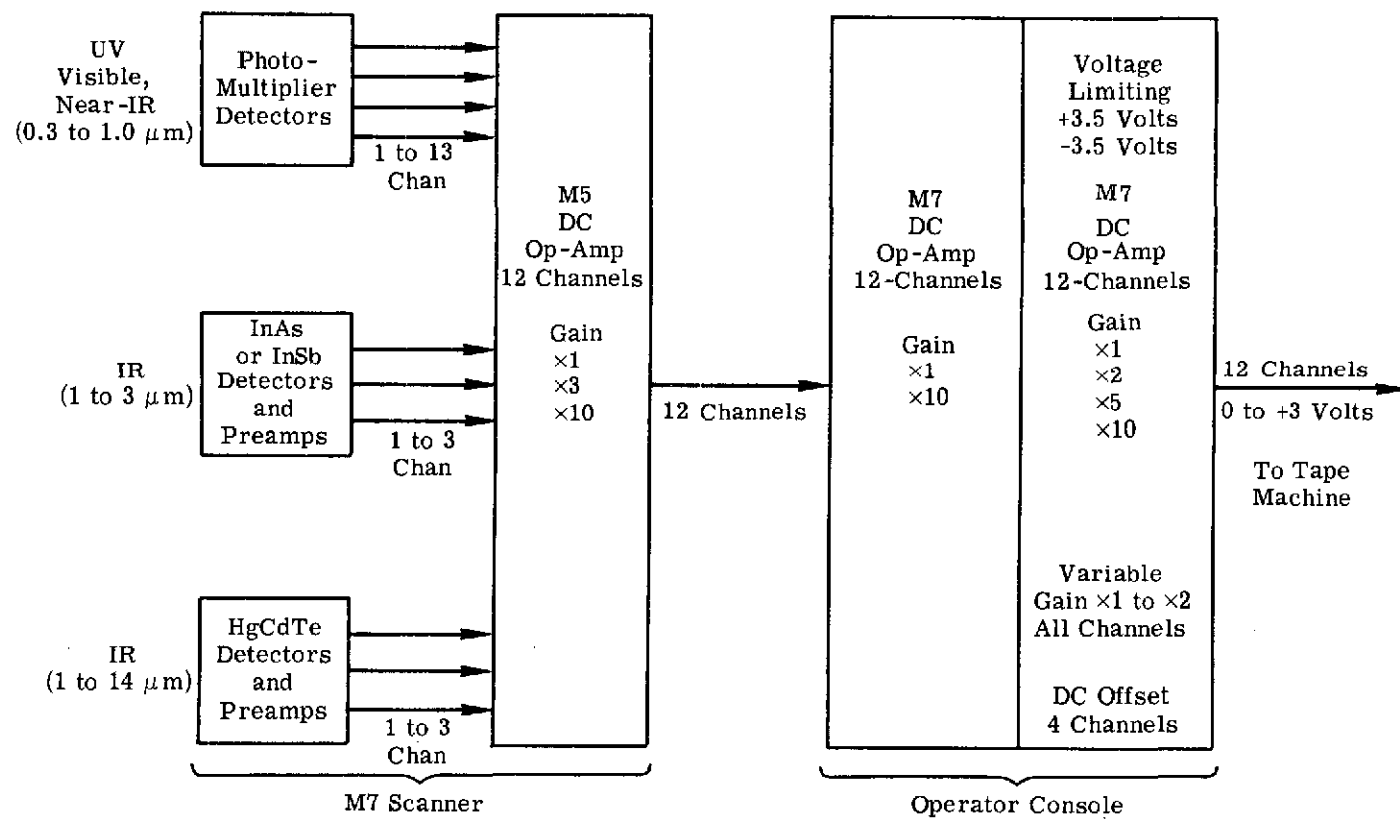 UV
Visible,
Near-IR
(0.3 to 1.0 μm)
Photo-
Multiplier
Detectors
1 to 13
Chan
IR
(1 to 3 μm)
InAs
or InSb
Detectors
and
Preamps
1 to 3
Chan
IR
(1 to 14 μm)
HgCdTe
Detectors
and
Preamps
1 to 3
Chan
M5
DC
Op-Amp
12 Channels
Gain
×1
×3
×10
M7 Scanner
12 Channels
M7
DC
Op-Amp
12-Channels
Gain
×1
×10
Voltage
Limiting
+3.5 Volts
-3.5 Volts
M7
DC
Op-Amp
12-Channels
Gain
×1
×2
×5
×10
Variable
Gain ×1 to ×2
All Channels
DC Offset
4 Channels
Operator Console
12 Channels
0 to +3 Volts
To Tape
Machine